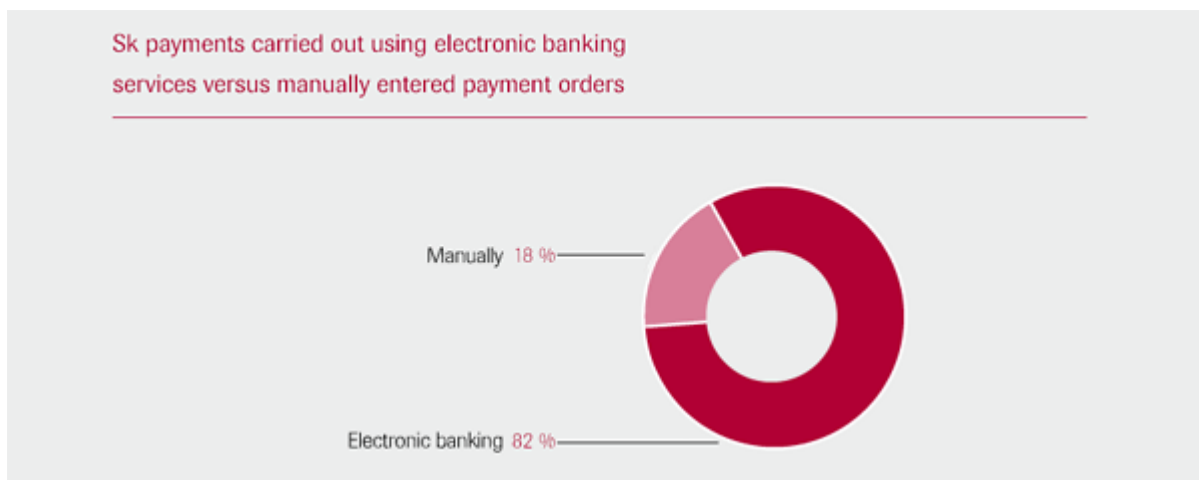 Sk payments carried out using electronic banking
services versus manually entered payment orders
Manually 18 %
Electronic banking 82 %